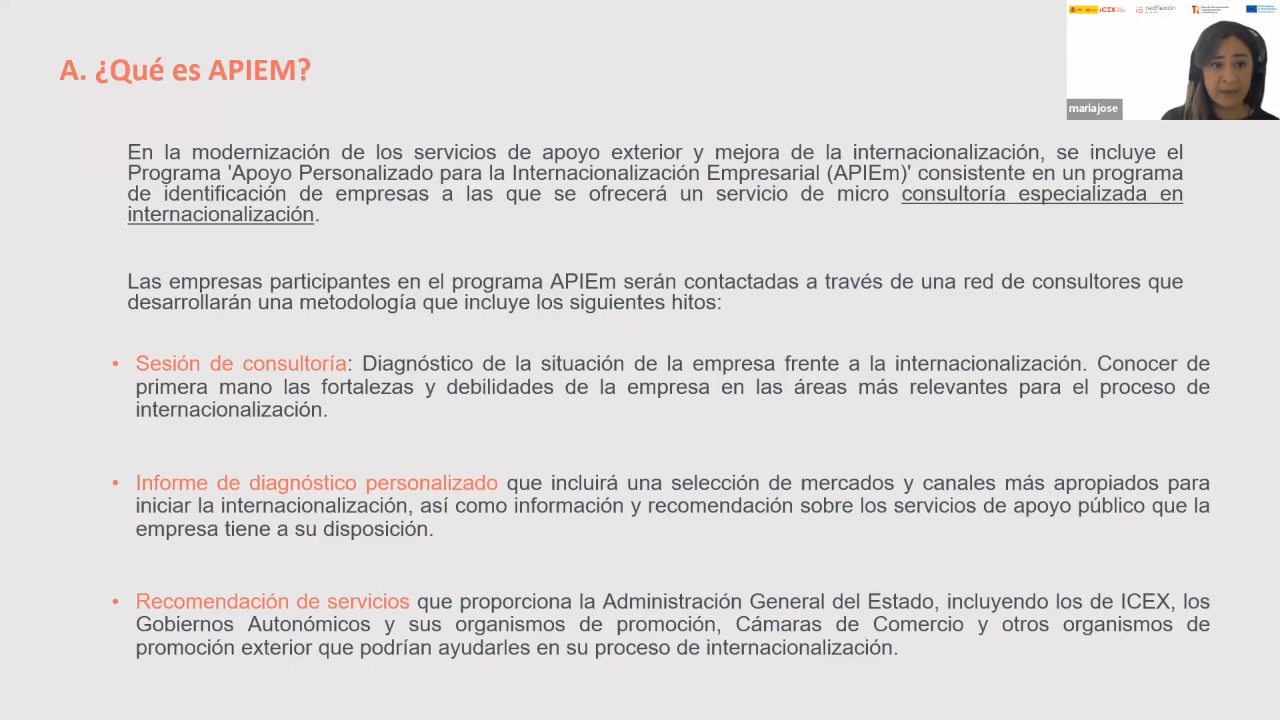 ICEX
redflexión
A. ¿Qué es APIEM?
mariajose
En la modernización de los servicios de apoyo exterior y mejora de la internacionalización, se incluye el
Programa 'Apoyo Personalizado para la Internacionalización Empresarial (APIEm)' consistente en un programa
de identificación de empresas a las que se ofrecerá un servicio de micro consultoría especializada en
internacionalización.
Las empresas participantes en el programa APIEm serán contactadas a través de una red de consultores que
desarrollarán una metodología que incluye los siguientes hitos:
• Sesión de consultoría: Diagnóstico de la situación de la empresa frente a la internacionalización. Conocer de
primera mano las fortalezas y debilidades de la empresa en las áreas más relevantes para el proceso de
internacionalización.
• Informe de diagnóstico personalizado que incluirá una selección de mercados y canales más apropiados para
iniciar la internacionalización, así como información y recomendación sobre los servicios de apoyo público que la
empresa tiene a su disposición.
• Recomendación de servicios que proporciona la Administración General del Estado, incluyendo los de ICEX, los
Gobiernos Autonómicos y sus organismos de promoción, Cámaras de Comercio y otros organismos de
promoción exterior que podrían ayudarles en su proceso de internacionalización.